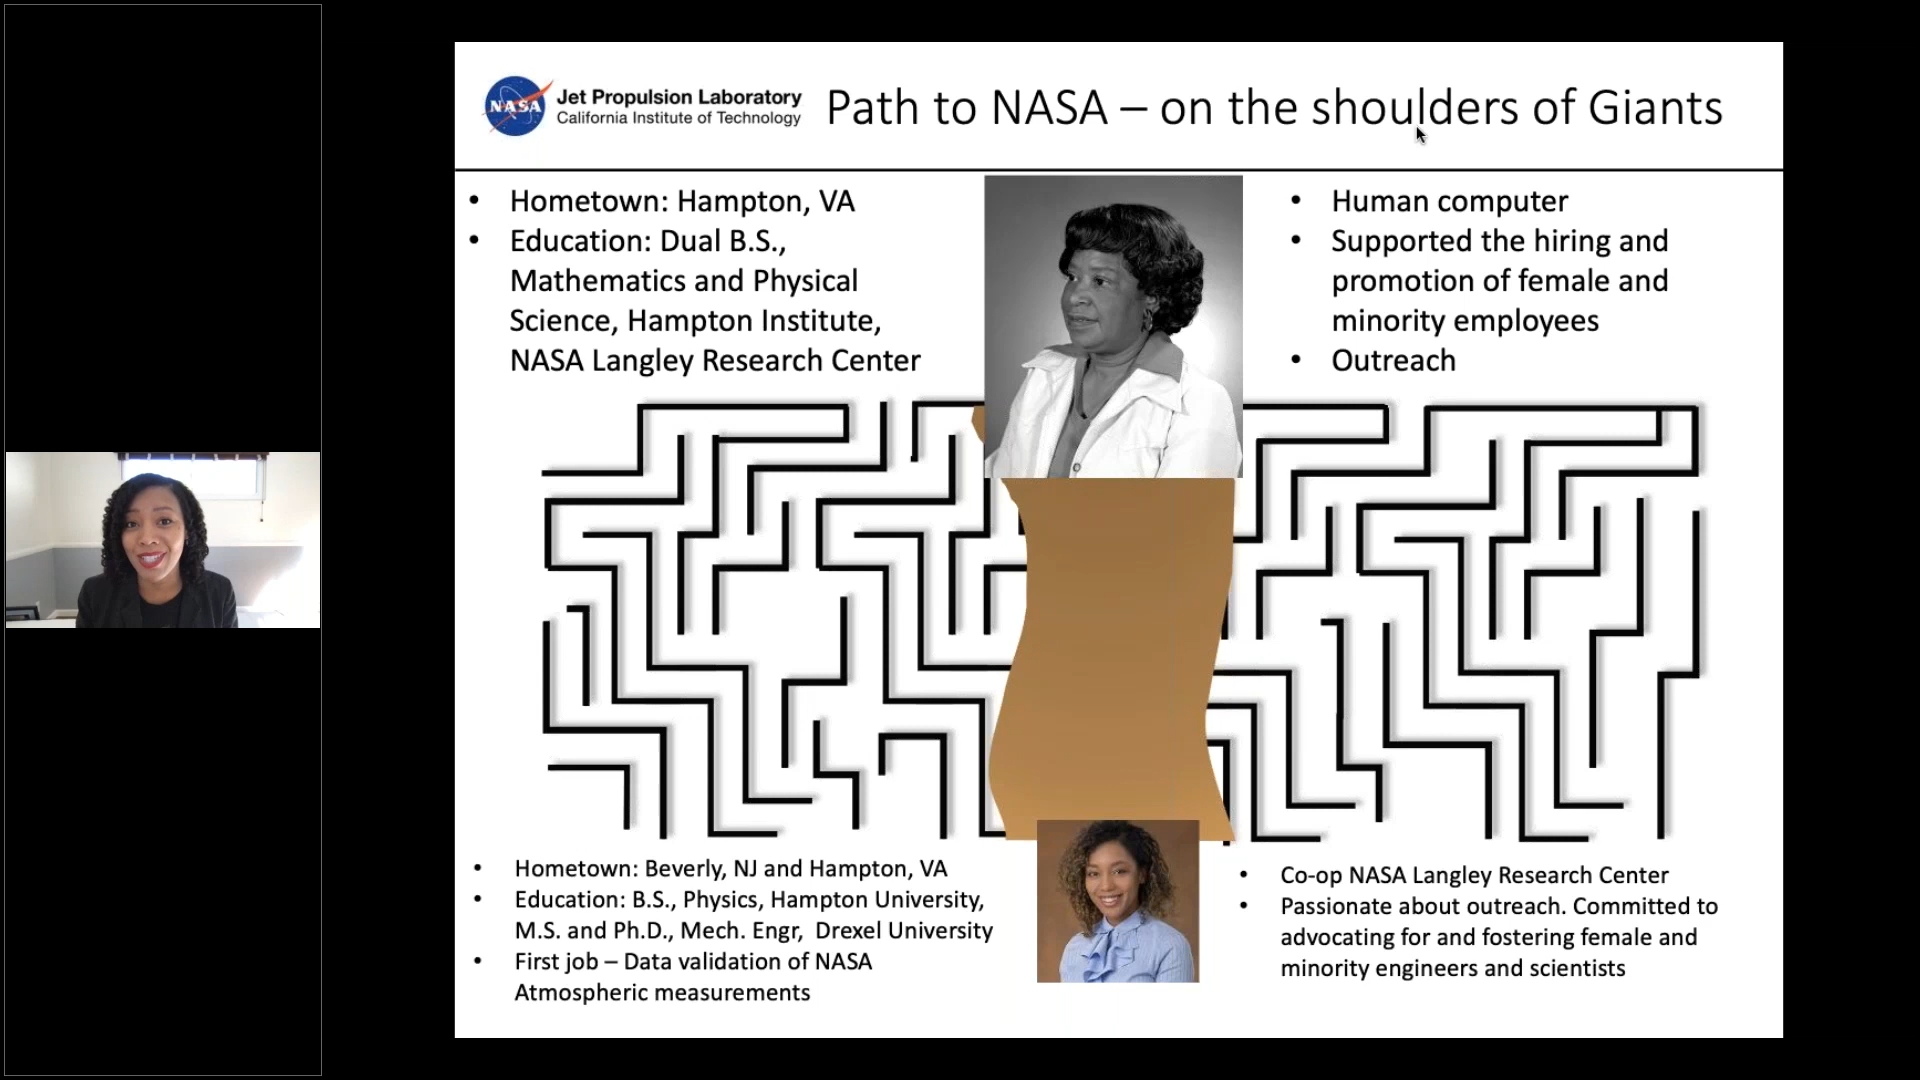 NASA
Jet Propulsion Laboratory
California Institute of Technology
Path to NASA – on the shoulders of Giants
• Hometown: Hampton, VA
• Education: Dual B.S.,
Mathematics and Physical
Science, Hampton Institute,
NASA Langley Research Center
• Human computer
• Supported the hiring and
promotion of female and
minority employees
• Outreach
• Hometown: Beverly, NJ and Hampton, VA
• Education: B.S., Physics, Hampton University,
M.S. and Ph.D., Mech. Engr, Drexel University
• First job – Data validation of NASA
Atmospheric measurements
• Co-op NASA Langley Research Center
• Passionate about outreach. Committed to
advocating for and fostering female and
minority engineers and scientists